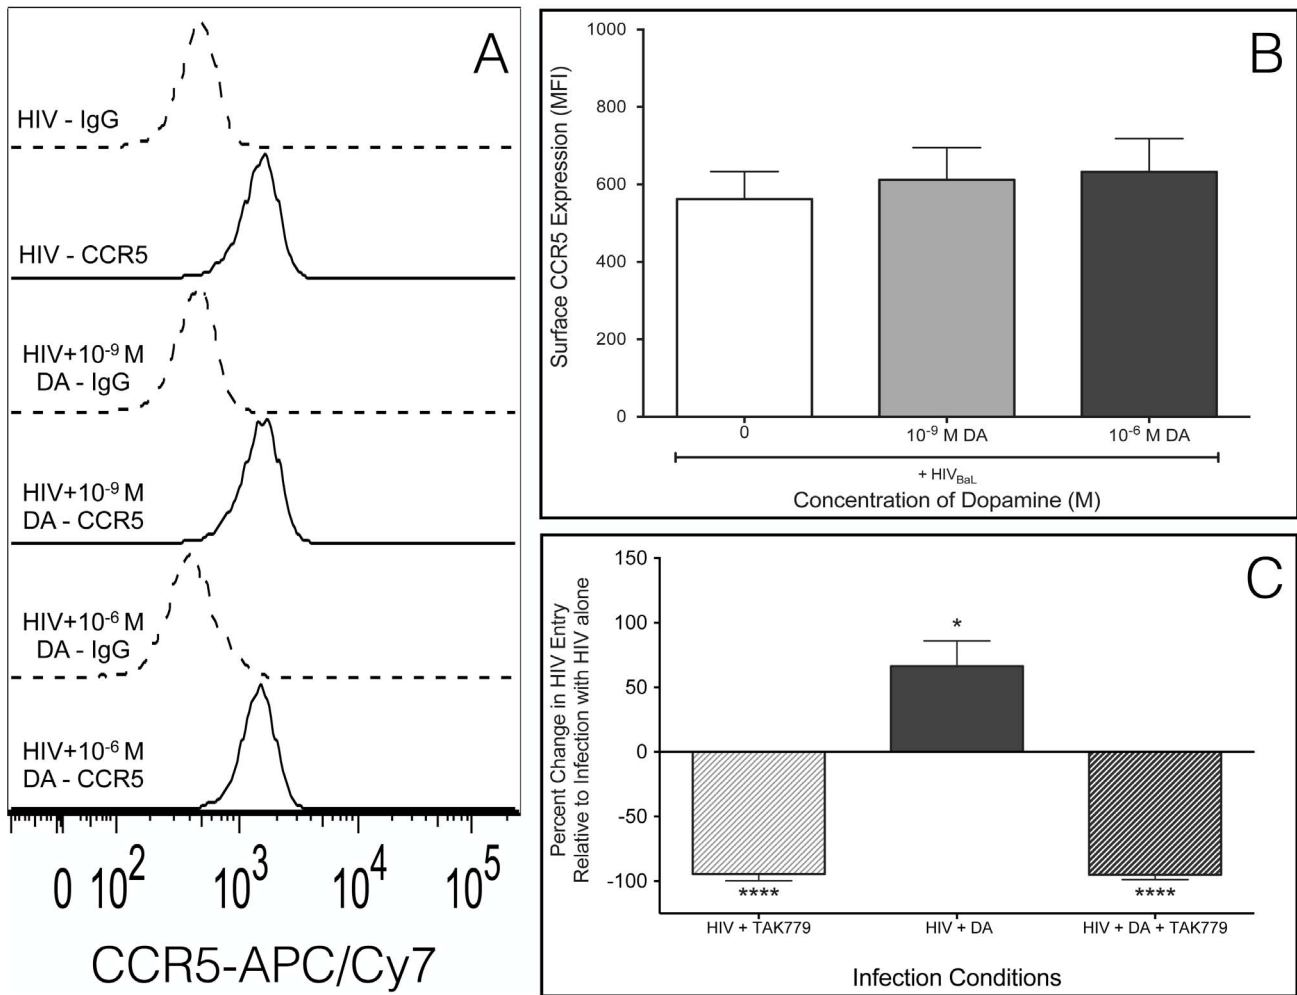 A
HIV - IgG
HIV - CCR5
HIV+10⁻⁹ M
DA - IgG
HIV+10⁻⁹ M
DA - CCR5
HIV+10⁻⁶ M
DA - IgG
HIV+10⁻⁶ M
DA - CCR5
0 10² 10³ 10⁴ 10⁵
CCR5-APC/Cy7
B
Surface CCR5 Expression (MFI)
1000
800
600
400
200
0
0 10⁻⁹ M DA 10⁻⁶ M DA
+ HIV_BaL
Concentration of Dopamine (M)
C
Percent Change in HIV Entry
Relative to Infection with HIV alone
150
100
50
0
-50
-100
*
**** ****
HIV + TAK779 HIV + DA HIV + DA + TAK779
Infection Conditions